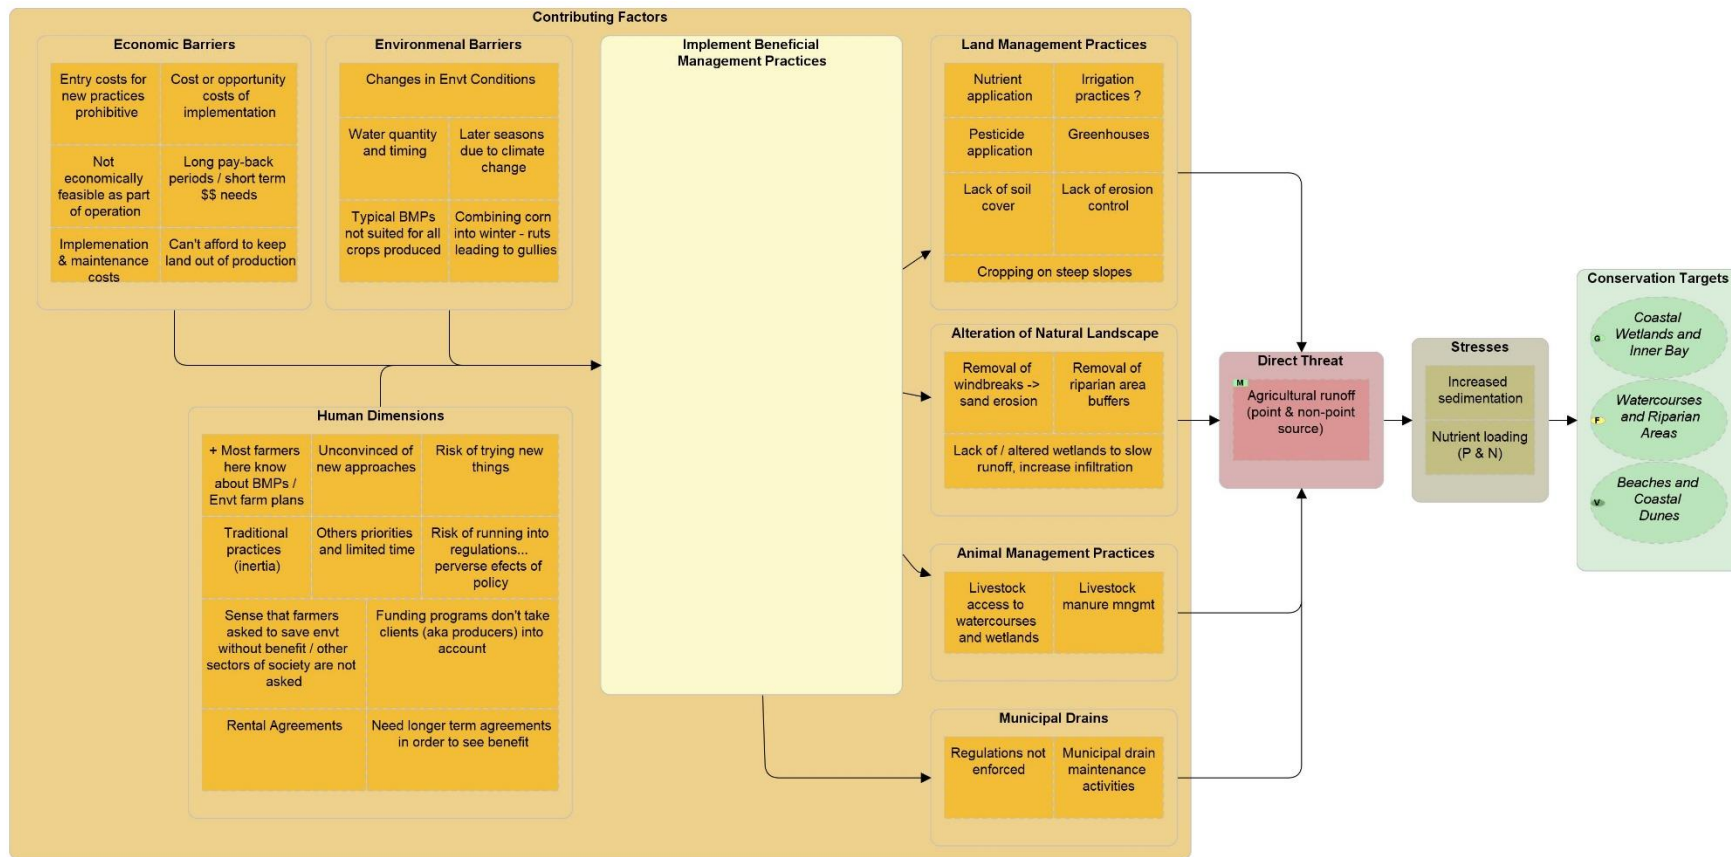 Contributing Factors
Economic Barriers
Entry costs for
new practices
prohibitive
Cost or opportunity
costs of
implementation
Not
economically
feasible as part
of operation
Long pay-back
periods / short term
$$ needs
Implemenation
& maintenance
costs
Can't afford to keep
land out of production
Environmenal Barriers
Changes in Envt Conditions
Water quantity
and timing
Later seasons
due to climate
change
Typical BMPs
not suited for all
crops produced
Combining corn
into winter - ruts
leading to gullies
Human Dimensions
+ Most farmers
here know
about BMPs /
Envt farm plans
Unconvinced of
new approaches
Risk of trying new
things
Traditional
practices
(inertia)
Others priorities
and limited time
Risk of running into
regulations...
perverse efects of
policy
Sense that farmers
asked to save envt
without benefit / other
sectors of society are not
asked
Funding programs don't take
clients (aka producers) into
account
Rental Agreements
Need longer term agreements
in order to see benefit
Implement Beneficial
Management Practices
Land Management Practices
Nutrient
application
Irrigation
practices ?
Pesticide
application
Greenhouses
Lack of soil
cover
Lack of erosion
control
Cropping on steep slopes
Alteration of Natural Landscape
Removal of
windbreaks ->
sand erosion
Removal of
riparian area
buffers
Lack of / altered wetlands to slow
runoff, increase infiltration
Animal Management Practices
Livestock
access to
watercourses
and wetlands
Livestock
manure mngmt
Municipal Drains
Regulations not
enforced
Municipal drain
maintenance
activities
Direct Threat
M
Agricultural runoff
(point & non-point
source)
Stresses
Increased
sedimentation
Nutrient loading
(P & N)
Conservation Targets
G
Coastal
Wetlands and
Inner Bay
F
Watercourses
and Riparian
Areas
V
Beaches and
Coastal
Dunes